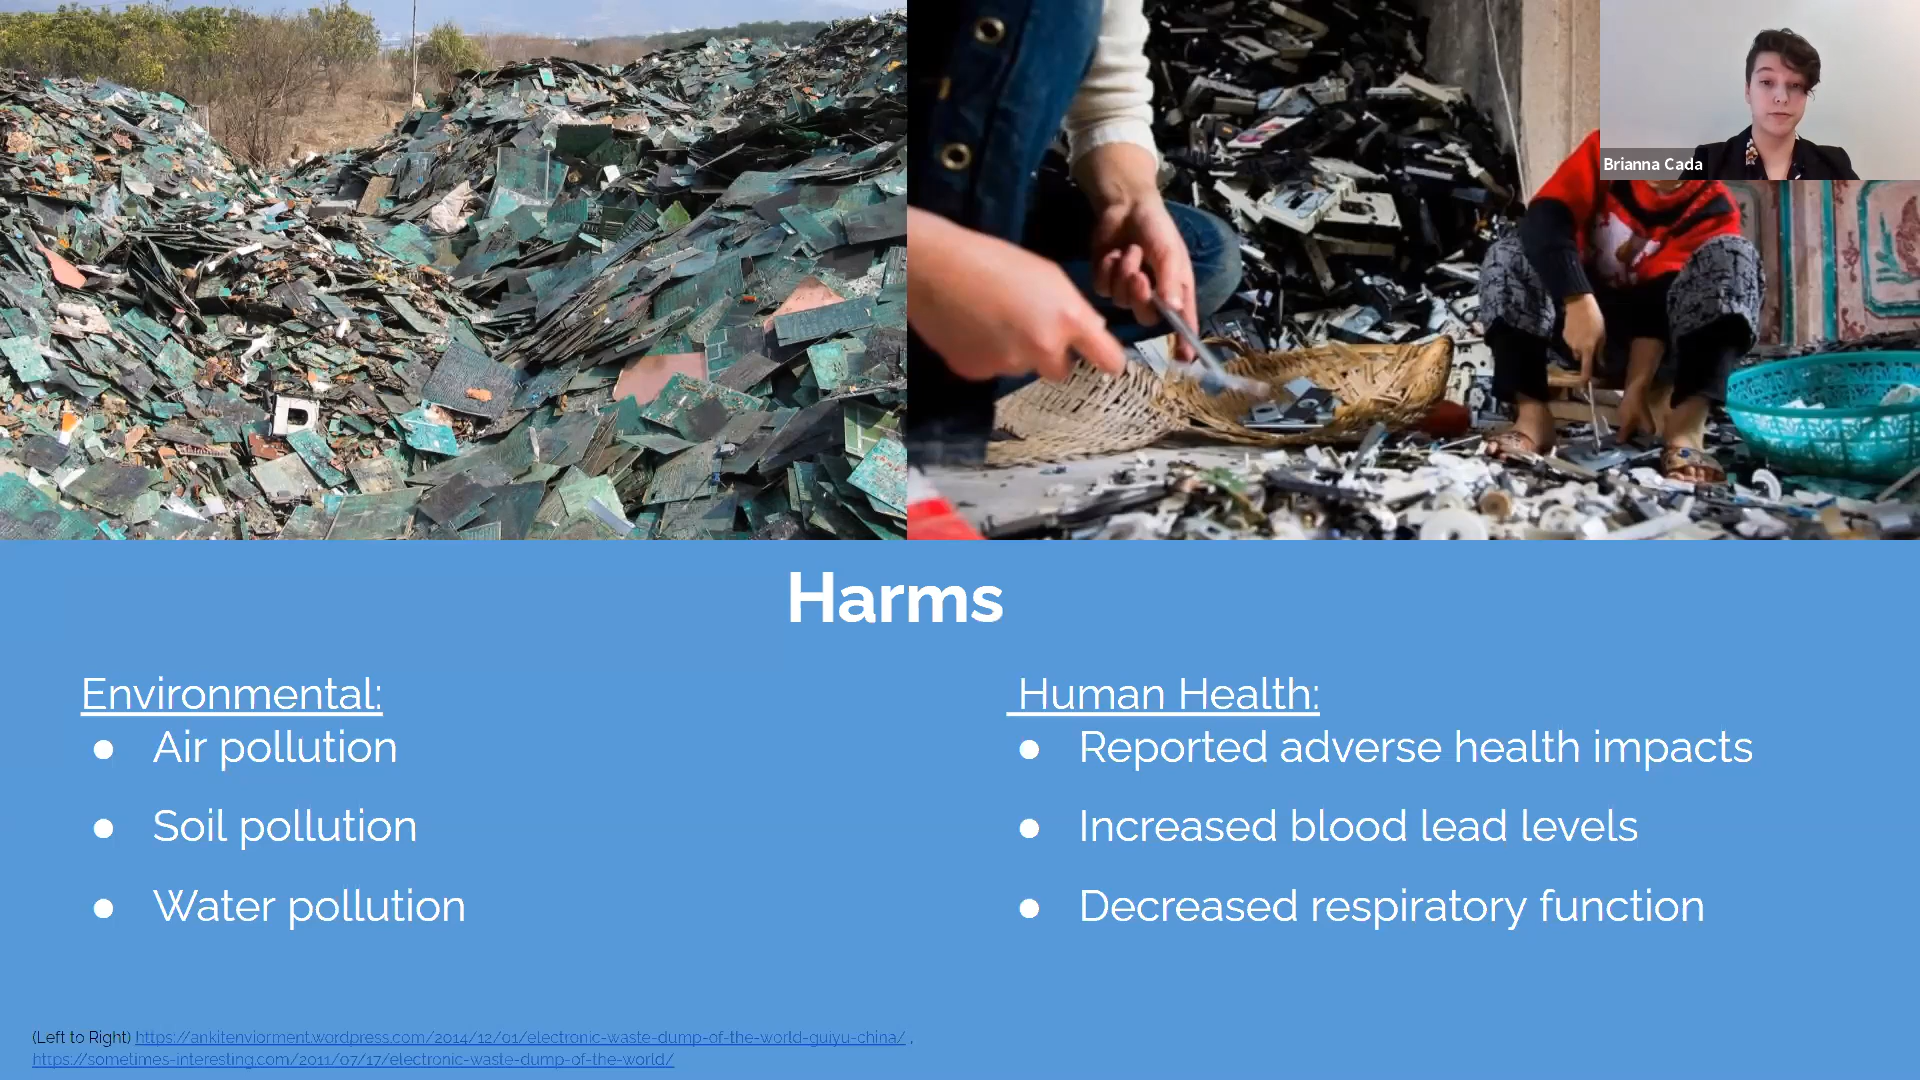 Brianna Cada
Harms
Environmental:
● Air pollution
● Soil pollution
● Water pollution
Human Health:
● Reported adverse health impacts
● Increased blood lead levels
● Decreased respiratory function
(Left to Right) https://ankitenviorment.wordpress.com/2014/12/01/electronic-waste-dump-of-the-world-guiyu-china/ ,
https://sometimes-interesting.com/2011/07/17/electronic-waste-dump-of-the-world/